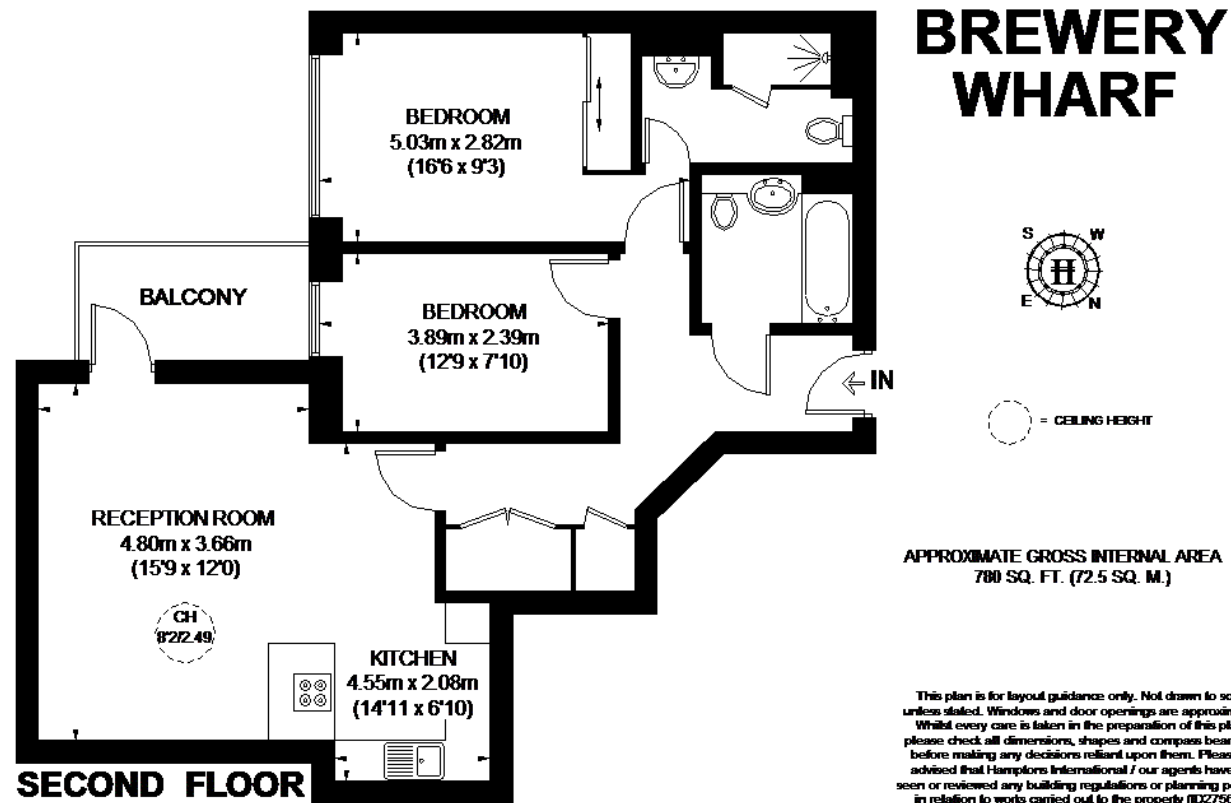 BREWERY
WHARF
BEDROOM
5.03m x 2.82m
(16'6 x 9'3)
S W
H
E N
BALCONY
BEDROOM
3.89m x 2.39m
(12'9 x 7'10)
IN
= CEILING HEIGHT
RECEPTION ROOM
4.80m x 3.66m
(15'9 x 12'0)
CH
8'2/2.49
KITCHEN
4.55m x 2.08m
(14'11 x 6'10)
APPROXIMATE GROSS INTERNAL AREA
780 SQ. FT. (72.5 SQ. M.)
SECOND FLOOR
This plan is for layout guidance only. Not drawn to sc
unless stated. Windows and door openings are approxim
Whilst every care is taken in the preparation of this pl
please check all dimensions, shapes and compass bear
before making any decisions reliant upon them. Pleas
advised that Hamptons International / our agents have
seen or reviewed any building regulations or planning p
in relation to works carried out to the property (ID2756